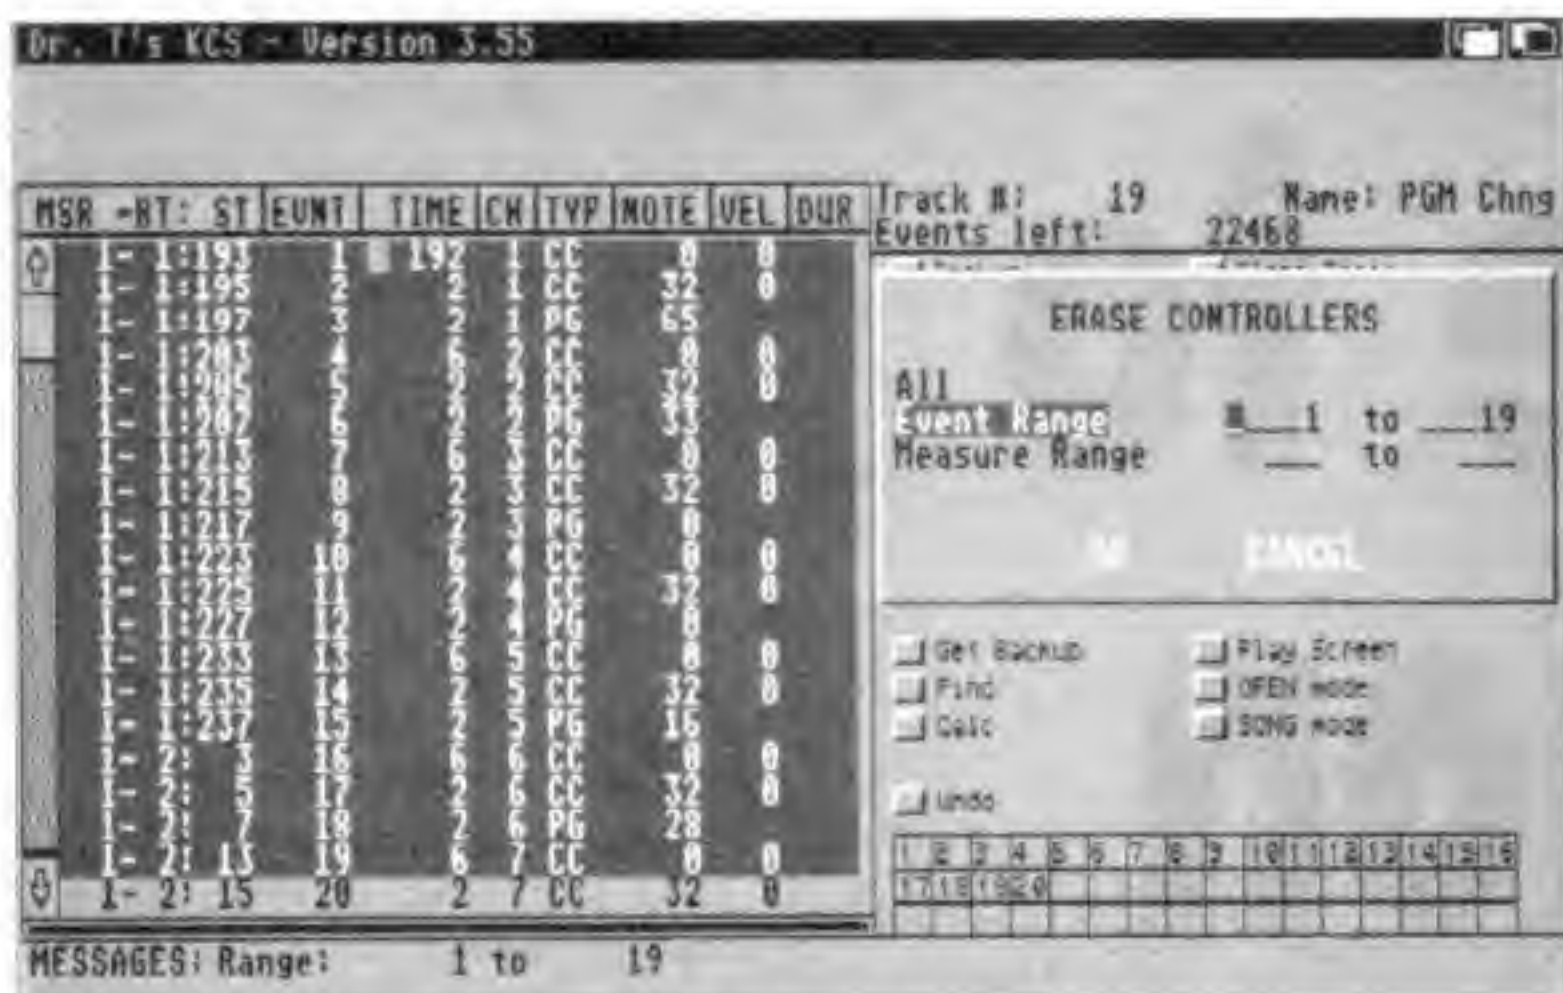 Dr. T's KCS - Version 3.55
Track #: 19 Name: PGM Chng
Events left: 22468
MSR -BT: ST EVNT TIME CH TYP NOTE VEL DUR
1- 1:193 1 192 1 CC 0 0
1- 1:195 2 2 1 CC 32 0
1- 1:197 3 2 1 PG 65
1- 1:203 4 6 2 CC 0 0
1- 1:205 5 2 2 CC 32 0
1- 1:207 6 2 2 PG 33
1- 1:213 7 6 3 CC 0 0
1- 1:215 8 2 3 CC 32 0
1- 1:217 9 2 3 PG 0
1- 1:223 10 6 4 CC 0 0
1- 1:225 11 2 4 CC 32 0
1- 1:227 12 2 4 PG 0
1- 1:233 13 6 5 CC 0 0
1- 1:235 14 2 5 CC 32 0
1- 1:237 15 2 5 PG 16
1- 2: 3 16 6 6 CC 0 0
1- 2: 5 17 2 6 CC 32 0
1- 2: 7 18 2 6 PG 28
1- 2: 13 19 6 7 CC 0 0
1- 2: 15 20 2 7 CC 32 0
ERASE CONTROLLERS
All
Event Range 1 to 19
Measure Range to
CANCEL
Get Backup Play Screen
Find OPEN mode
Calc SONG mode
Undo
1 2 3 4 5 6 7 8 9 10 11 12 13 14 15 16
17 18 19 20
MESSAGES: Range: 1 to 19